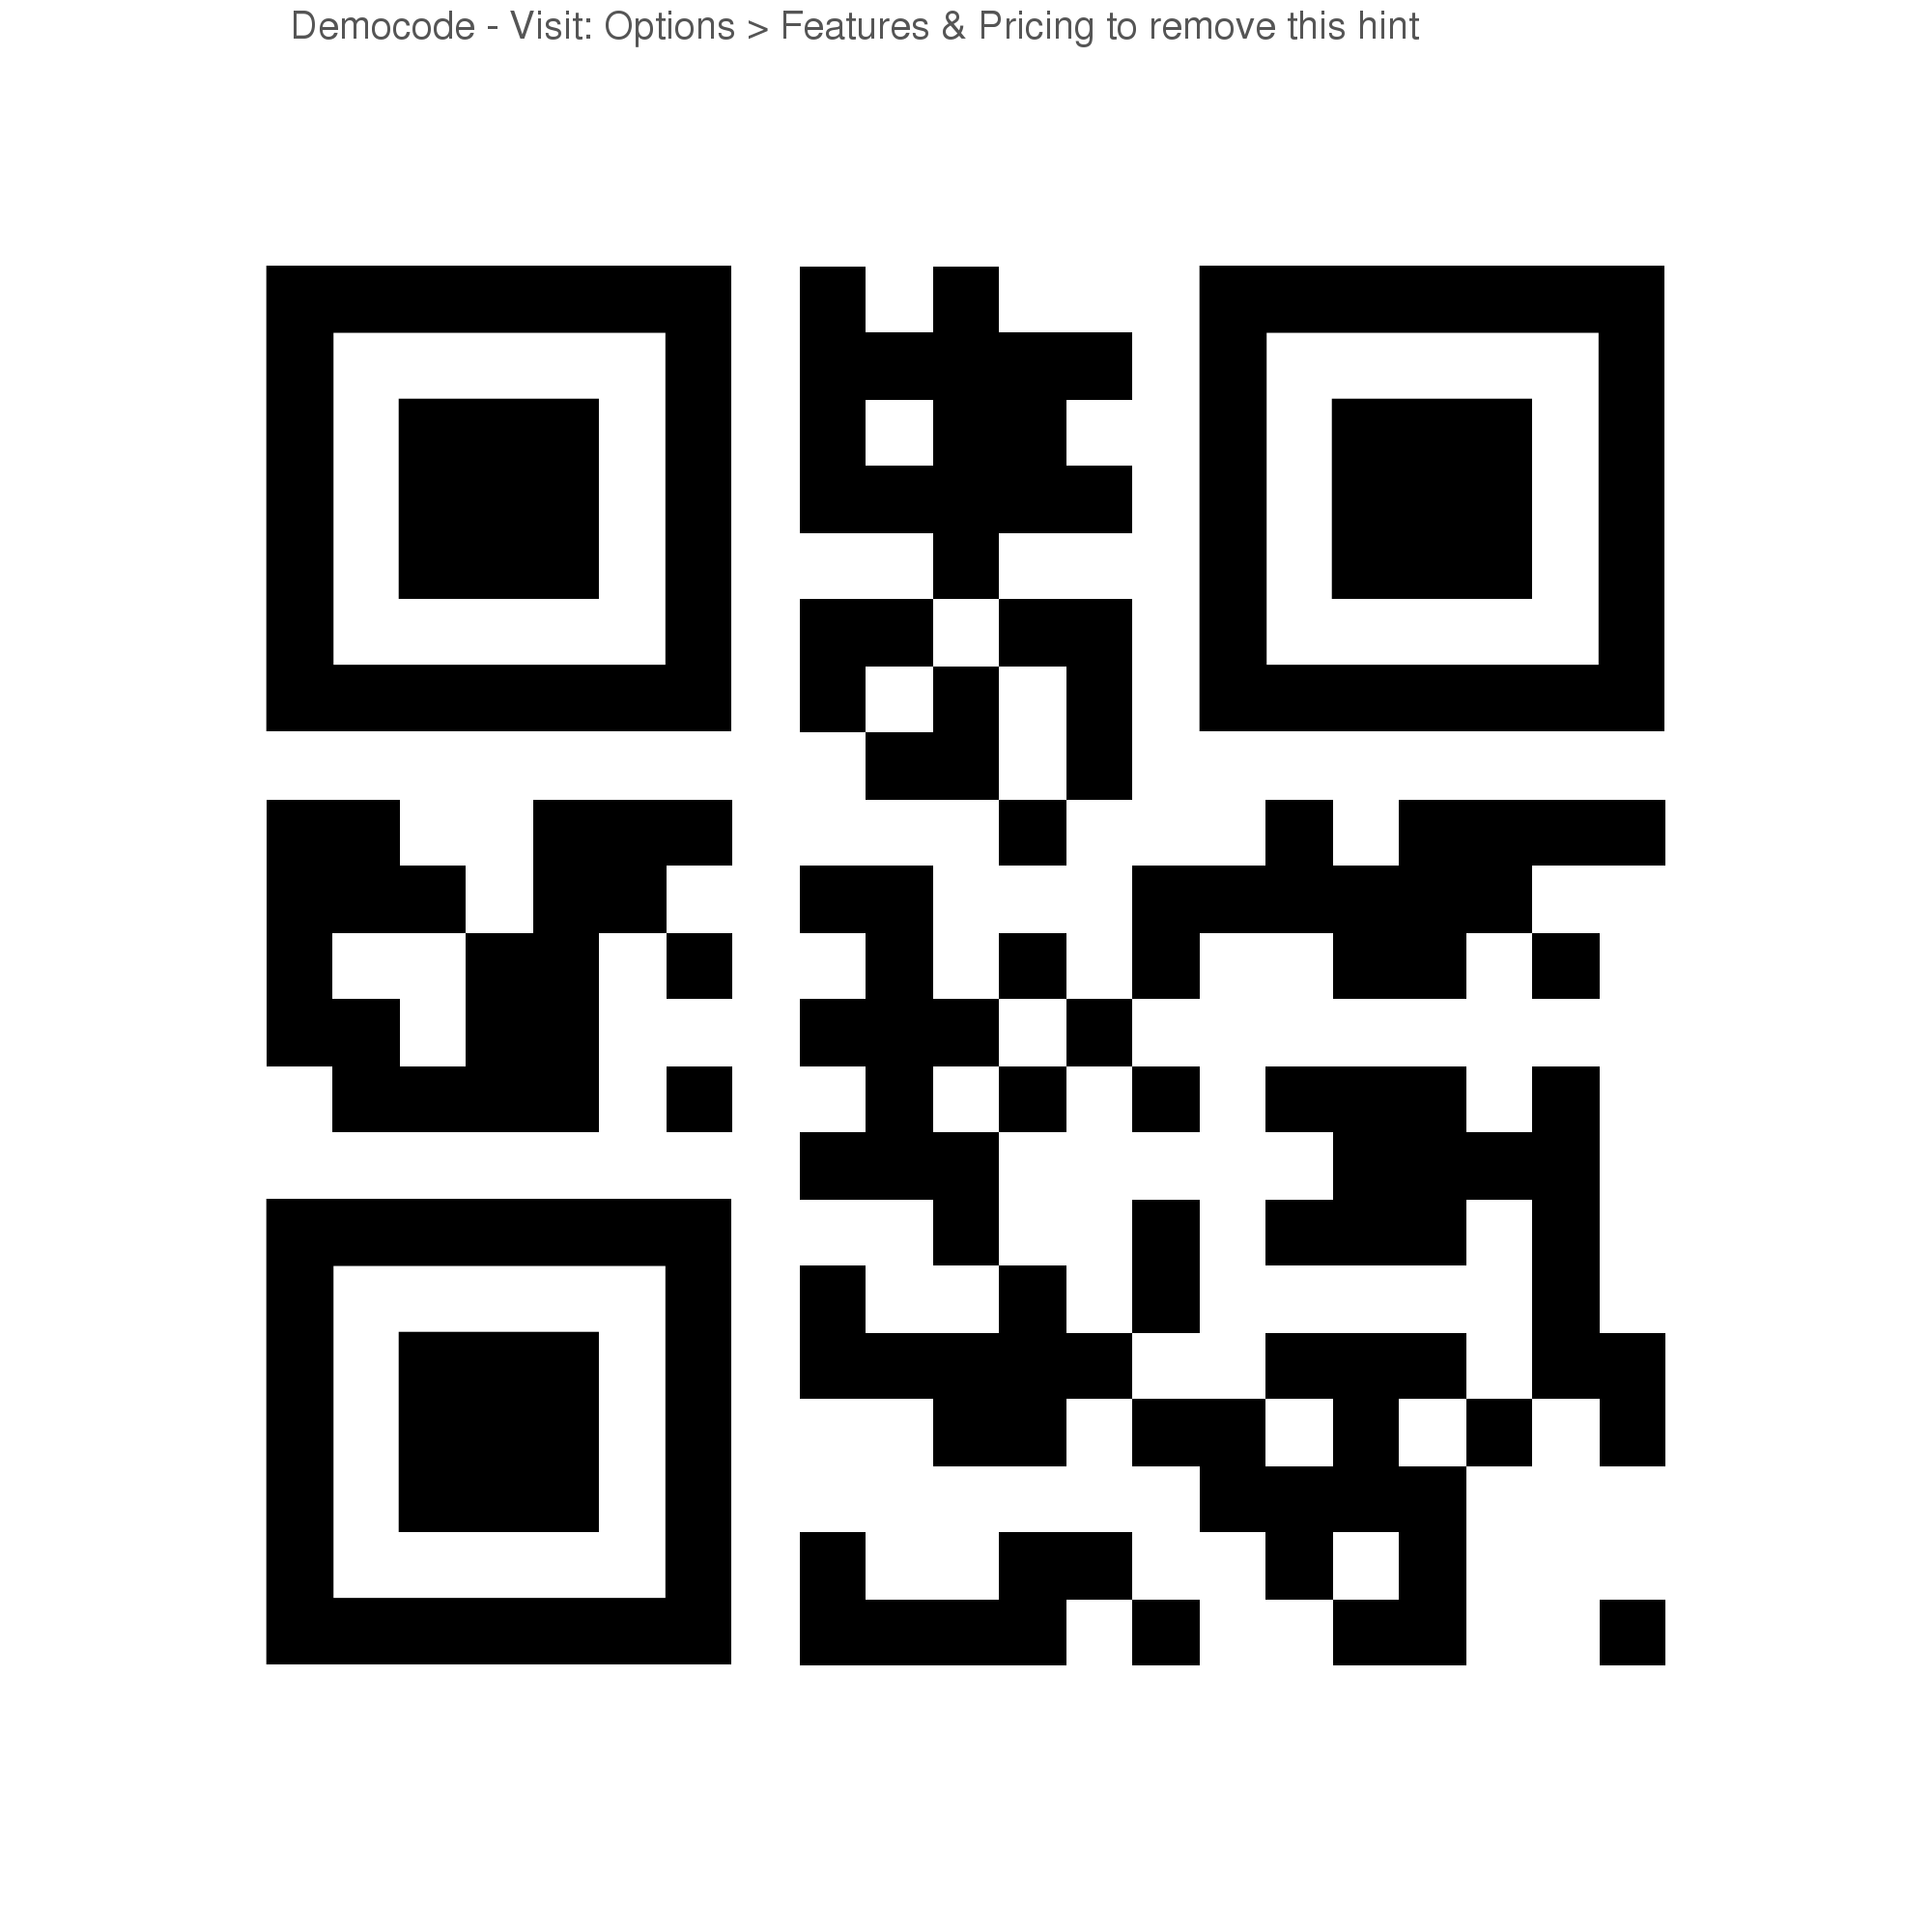 Democode - Visit: Options > Features & Pricing to remove this hint